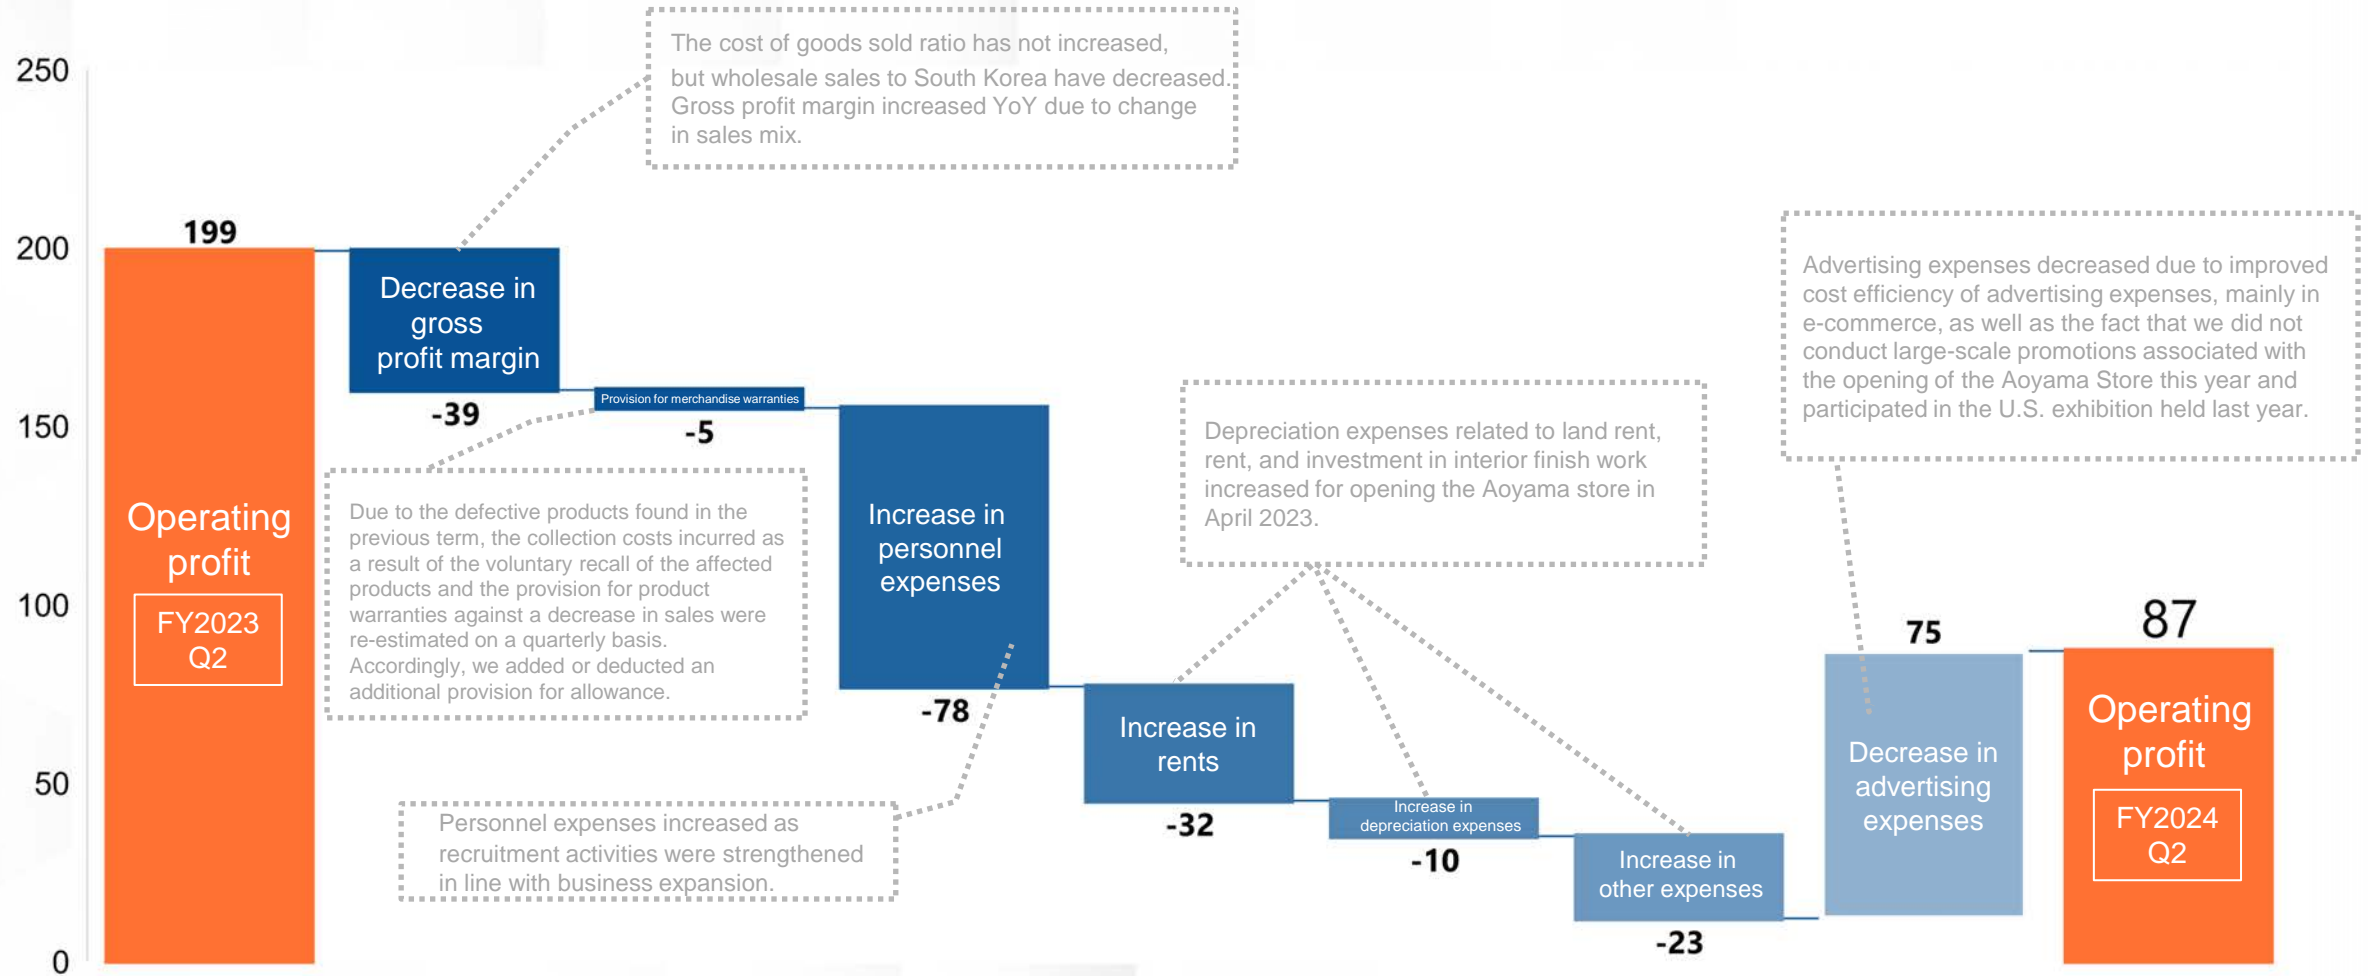 The cost of goods sold ratio has not increased,
but wholesale sales to South Korea have decreased.
Gross profit margin increased YoY due to change
in sales mix.
250
200
150
100
50
0
199
Operating
profit
FY2023
Q2
Decrease in
gross
profit margin
-39
Provision for merchandise warranties
-5
Due to the defective products found in the
previous term, the collection costs incurred as
a result of the voluntary recall of the affected
products and the provision for product
warranties against a decrease in sales were
re-estimated on a quarterly basis.
Accordingly, we added or deducted an
additional provision for allowance.
Increase in
personnel
expenses
-78
Personnel expenses increased as
recruitment activities were strengthened
in line with business expansion.
Depreciation expenses related to land rent,
rent, and investment in interior finish work
increased for opening the Aoyama store in
April 2023.
Increase in
rents
-32
Increase in
depreciation expenses
-10
Increase in
other expenses
-23
Advertising expenses decreased due to improved
cost efficiency of advertising expenses, mainly in
e-commerce, as well as the fact that we did not
conduct large-scale promotions associated with
the opening of the Aoyama Store this year and
participated in the U.S. exhibition held last year.
75
Decrease in
advertising
expenses
87
Operating
profit
FY2024
Q2